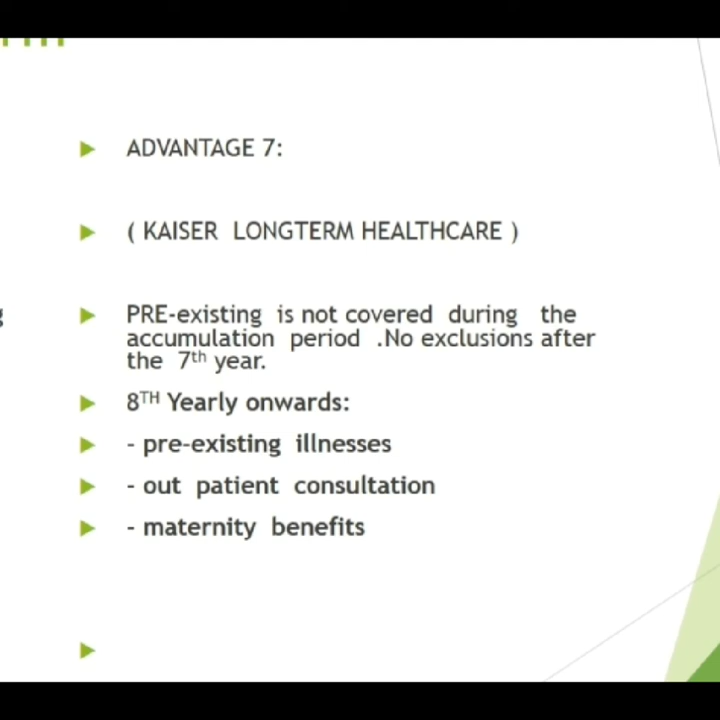 ADVANTAGE 7:
( KAISER LONGTERM HEALTHCARE )
PRE-existing is not covered during the
accumulation period .No exclusions after
the 7th year.
8TH Yearly onwards:
- pre-existing illnesses
- out patient consultation
- maternity benefits